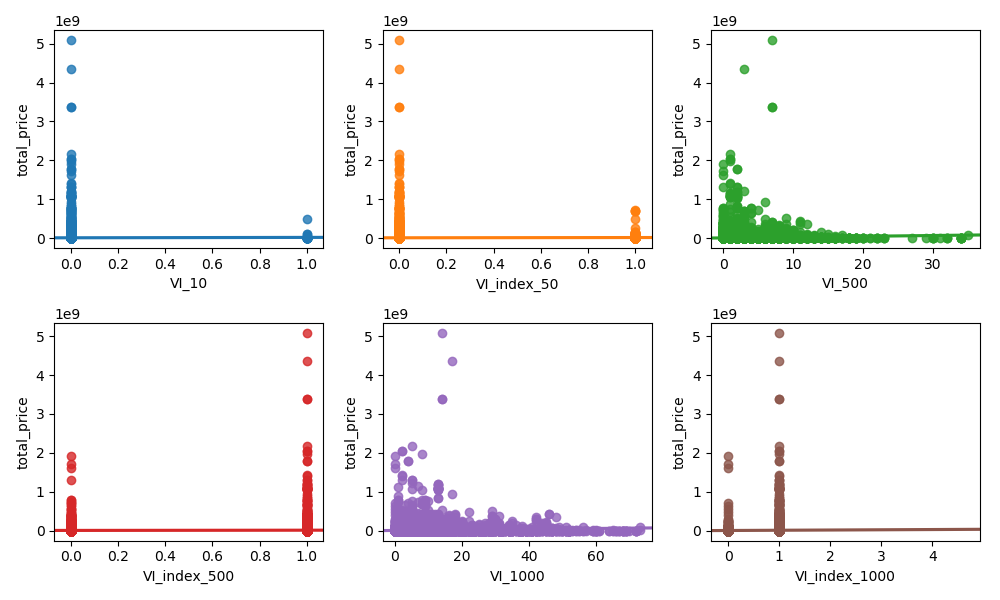 1e9 1e9 1e9
5 5 5
4 4 4
total_price total_price total_price
3 3 3
2 2 2
1 1 1
0 0 0
0.0 0.2 0.4 0.6 0.8 1.0 0.0 0.2 0.4 0.6 0.8 1.0 0 10 20 30
VI_10 VI_index_50 VI_500
1e9 1e9 1e9
5 5 5
4 4 4
total_price total_price total_price
3 3 3
2 2 2
1 1 1
0 0 0
0.0 0.2 0.4 0.6 0.8 1.0 0 20 40 60 0 1 2 3 4
VI_index_500 VI_1000 VI_index_1000